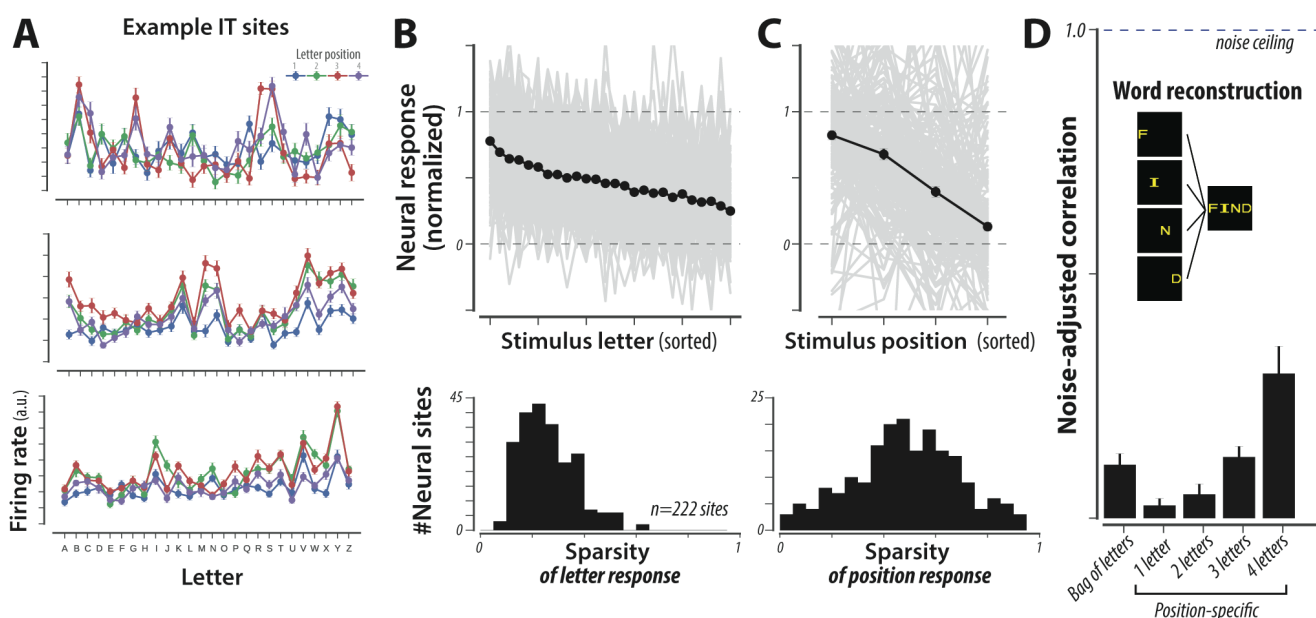 A
Example IT sites
Letter position
1 2 3 4
Firing rate (a.u.)
A B C D E F G H I J K L M N O P Q R S T U V W X Y Z
Letter
B
Neural response
(normalized)
1
0
Stimulus letter (sorted)
#Neural sites
45
0
n=222 sites
0 1
Sparsity
of letter response
C
1
0
Stimulus position (sorted)
25
0
0 1
Sparsity
of position response
D
Noise-adjusted correlation
1.0
noise ceiling
Word reconstruction
F
I
N
D
FIND
Bag of letters
1 letter
2 letters
3 letters
4 letters
Position-specific